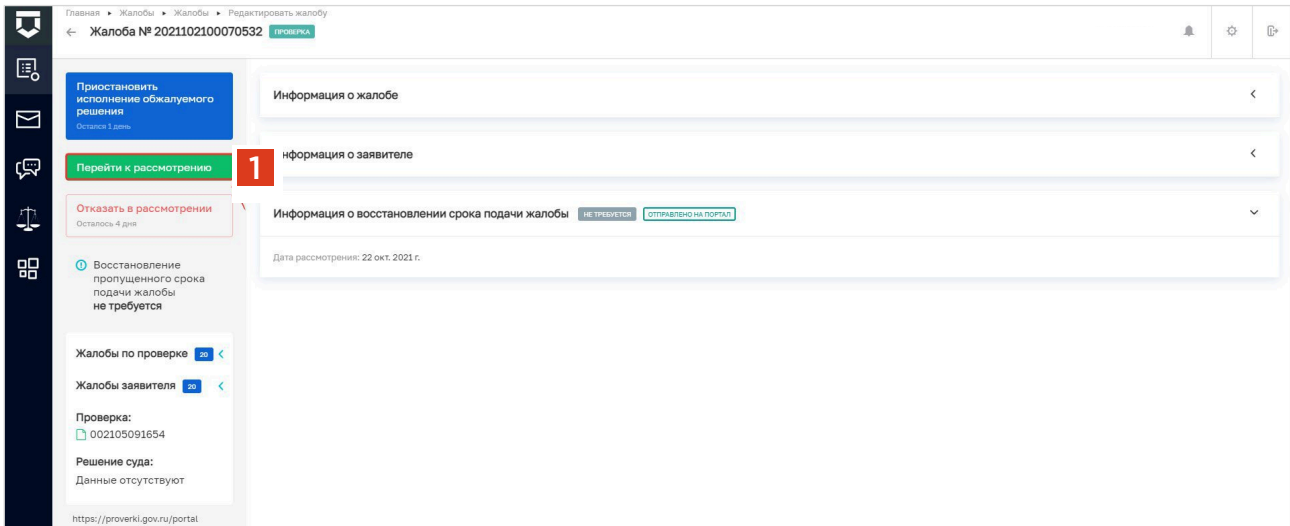 Главная ▸ Жалобы ▸ Жалобы ▸ Редактировать жалобу
← Жалоба № 2021102100070532 ПРОВЕРКА
Приостановить
исполнение обжалуемого
решения
Остался 1 день
Перейти к рассмотрению
1
Отказать в рассмотрении
Осталось 4 дня
Восстановление
пропущенного срока
подачи жалобы
не требуется
Жалобы по проверке 20
Жалобы заявителя 20
Проверка:
002105091654
Решение суда:
Данные отсутствуют
https://proverki.gov.ru/portal
Информация о жалобе
нформация о заявителе
Информация о восстановлении срока подачи жалобы НЕ ТРЕБУЕТСЯ ОТПРАВЛЕНО НА ПОРТАЛ
Дата рассмотрения: 22 окт. 2021 г.